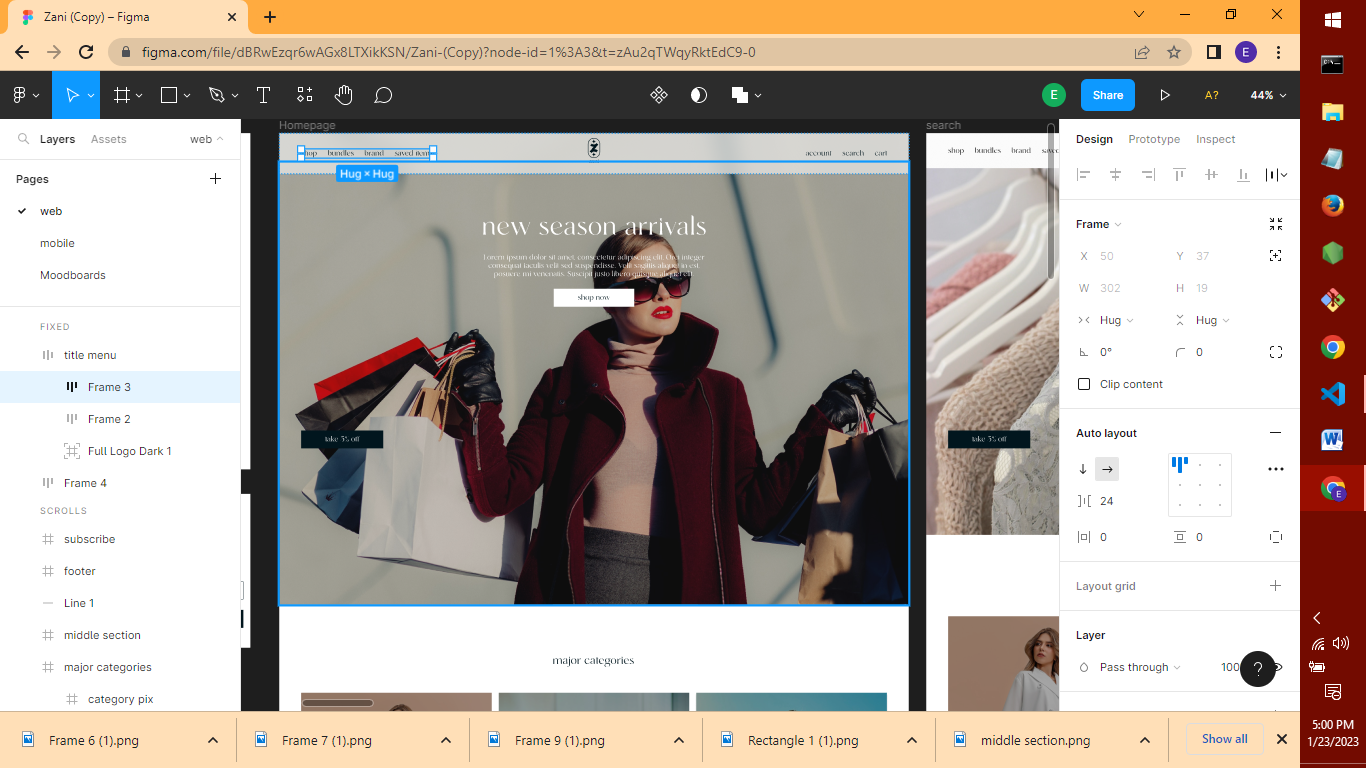 Zani (Copy) – Figma
figma.com/file/dBRwEzqr6wAGx8LTXikKSN/Zani-(Copy)?node-id=1%3A3&t=zAu2qTWqyRktEdC9-0
E
E
Share
A?
44%
Layers
Assets
web
Pages
web
mobile
Moodboards
FIXED
title menu
Frame 3
Frame 2
Full Logo Dark 1
Frame 4
SCROLLS
subscribe
footer
Line 1
middle section
major categories
category pix
Homepage
bundles brand saved
account search cart
Hug × Hug
new season arrivals
Lorem ipsum dolor sit amet, consectetur adipiscing elit. Orci integer
consequat iaculis velit sed suspendisse. Velit sagittis aliquet in est
posuere mi venenatis. Suscipit justo libero quisque aliquet elit.
shop now
take 5% off
major categories
search
shop bundles brand
take 5% off
Design
Prototype
Inspect
Frame
X 50 Y 37
W 302 H 19
Hug Hug
0° 0
Clip content
Auto layout
24
0 0
Layout grid
Layer
Pass through 100
?
Frame 6 (1).png
Frame 7 (1).png
Frame 9 (1).png
Rectangle 1 (1).png
middle section.png
Show all
5:00 PM
1/23/2023